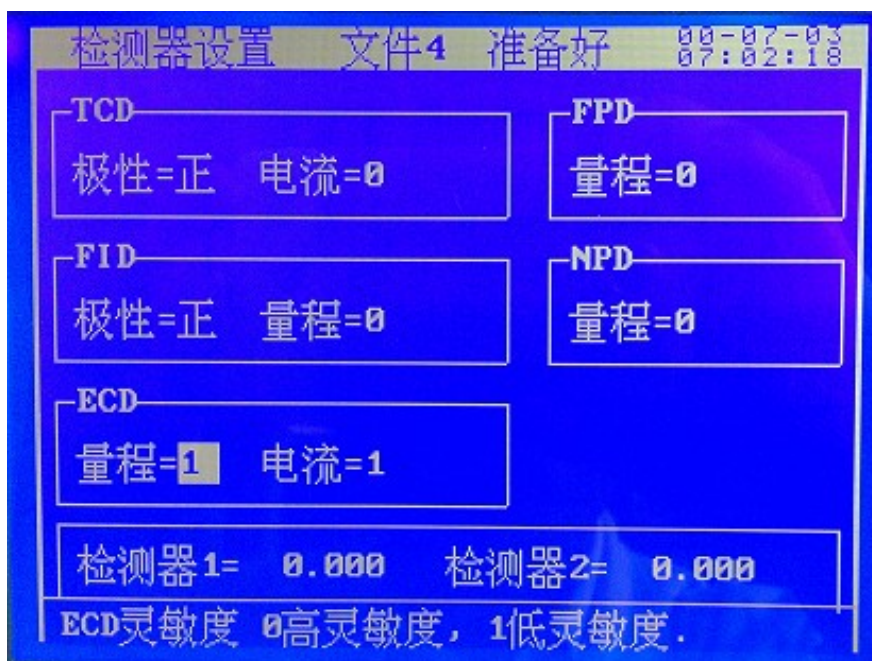 检测器设置 文件4 准备好 00-07-03
07:02:18
TCD
极性=正 电流=0
FPD
量程=0
FID
极性=正 量程=0
NPD
量程=0
ECD
量程=1 电流=1
检测器1= 0.000 检测器2= 0.000
ECD灵敏度 0高灵敏度, 1低灵敏度.